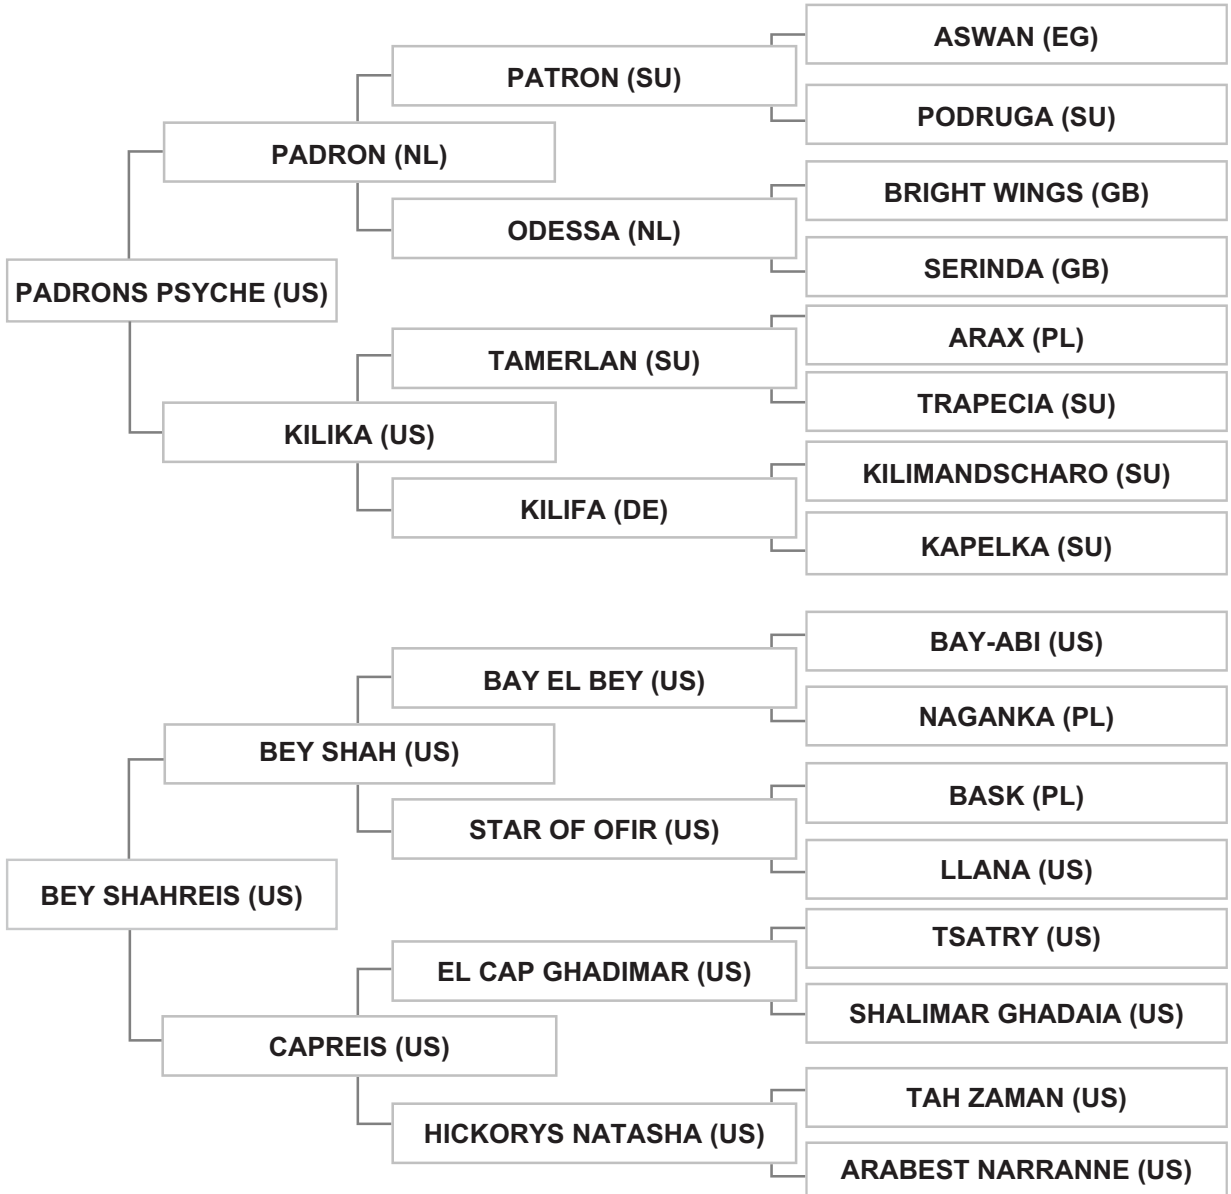 ASWAN (EG)
PATRON (SU)
PODRUGA (SU)
PADRON (NL)
BRIGHT WINGS (GB)
ODESSA (NL)
SERINDA (GB)
PADRONS PSYCHE (US)
ARAX (PL)
TAMERLAN (SU)
TRAPECIA (SU)
KILIKA (US)
KILIMANDSCHARO (SU)
KILIFA (DE)
KAPELKA (SU)
BAY-ABI (US)
BAY EL BEY (US)
NAGANKA (PL)
BEY SHAH (US)
BASK (PL)
STAR OF OFIR (US)
LLANA (US)
BEY SHAHREIS (US)
TSATRY (US)
EL CAP GHADIMAR (US)
SHALIMAR GHADAIA (US)
CAPREIS (US)
TAH ZAMAN (US)
HICKORYS NATASHA (US)
ARABEST NARRANNE (US)